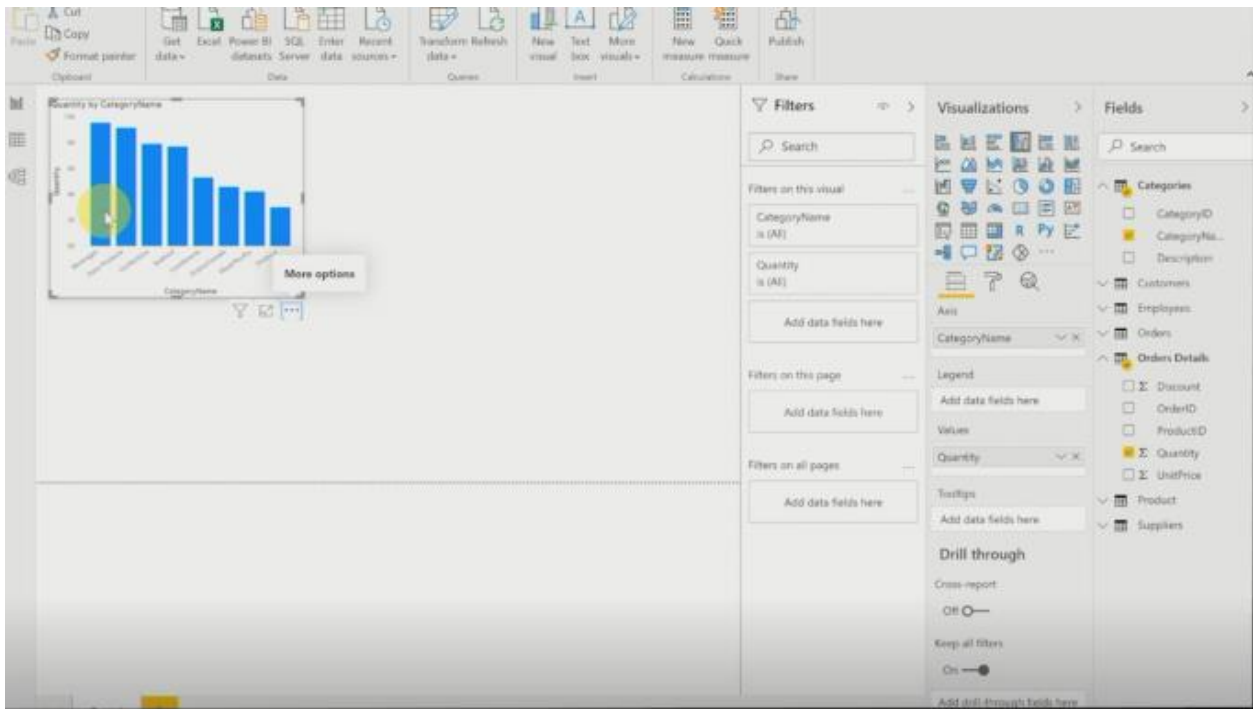 Cut
Copy
Format painter
Paste
Clipboard
Get data
Excel
Power BI datasets
SQL Server
Enter data
Recent sources
Data
Transform data
Refresh
Queries
New visual
Text box
More visuals
Insert
New measure
Quick measure
Calculations
Publish
Share
Quantity by CategoryName
Quantity
CategoryName
More options
Filters
Search
Filters on this visual
CategoryName
is (All)
Quantity
is (All)
Add data fields here
Filters on this page
Add data fields here
Filters on all pages
Add data fields here
Visualizations
R Py
Axis
CategoryName
Legend
Add data fields here
Values
Quantity
Tooltips
Add data fields here
Drill through
Cross-report
Off
Keep all filters
On
Add drill-through fields here
Fields
Search
Categories
CategoryID
CategoryNa...
Description
Customers
Employees
Orders
Orders Details
Discount
OrderID
ProductID
Quantity
UnitPrice
Product
Suppliers